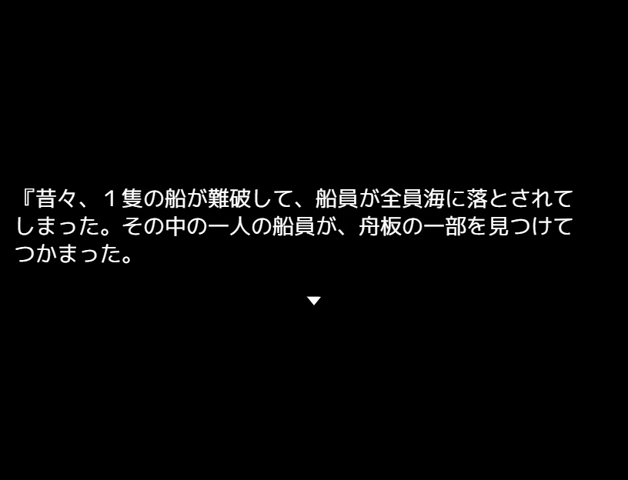 『昔々、１隻の船が難破して、船員が全員海に落とされて
しまった。その中の一人の船員が、舟板の一部を見つけて
つかまった。